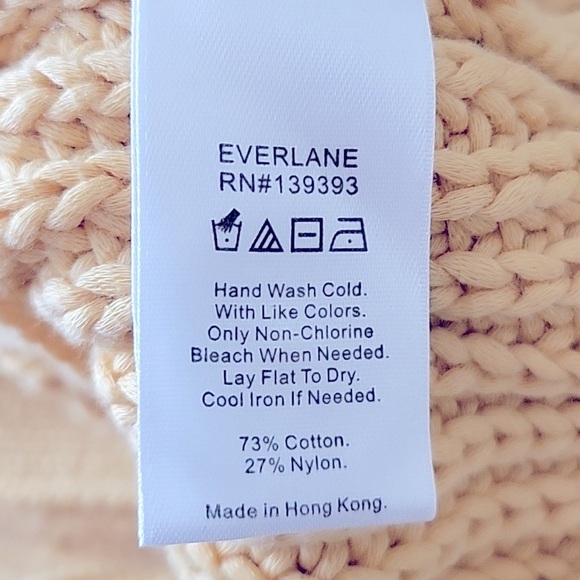 EVERLANE
RN#139393
Hand Wash Cold.
With Like Colors.
Only Non-Chlorine
Bleach When Needed.
Lay Flat To Dry.
Cool Iron If Needed.
73% Cotton.
27% Nylon.
Made in Hong Kong.